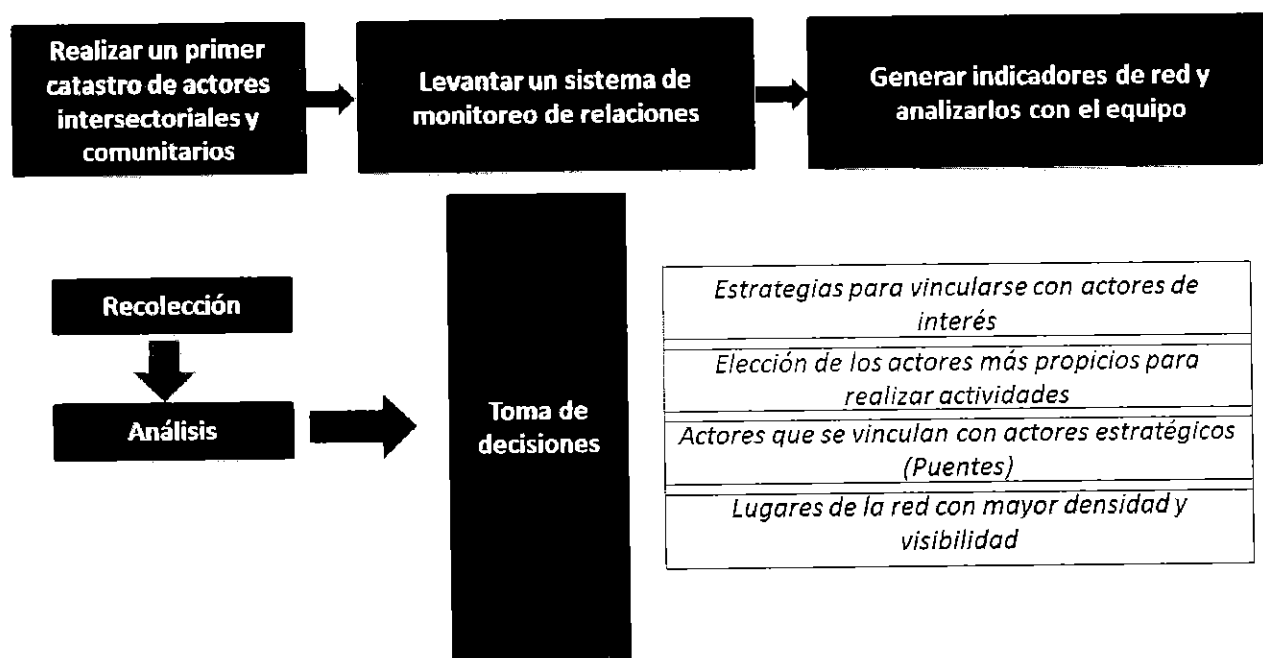 Realizar un primer
catastro de actores
intersectoriales y
comunitarios
Levantar un sistema de
monitoreo de relaciones
Generar indicadores de red y
analizarlos con el equipo
Recolección
Análisis
Toma de
decisiones
Estrategias para vincularse con actores de
interés
Elección de los actores más propicios para
realizar actividades
Actores que se vinculan con actores estratégicos
(Puentes)
Lugares de la red con mayor densidad y
visibilidad